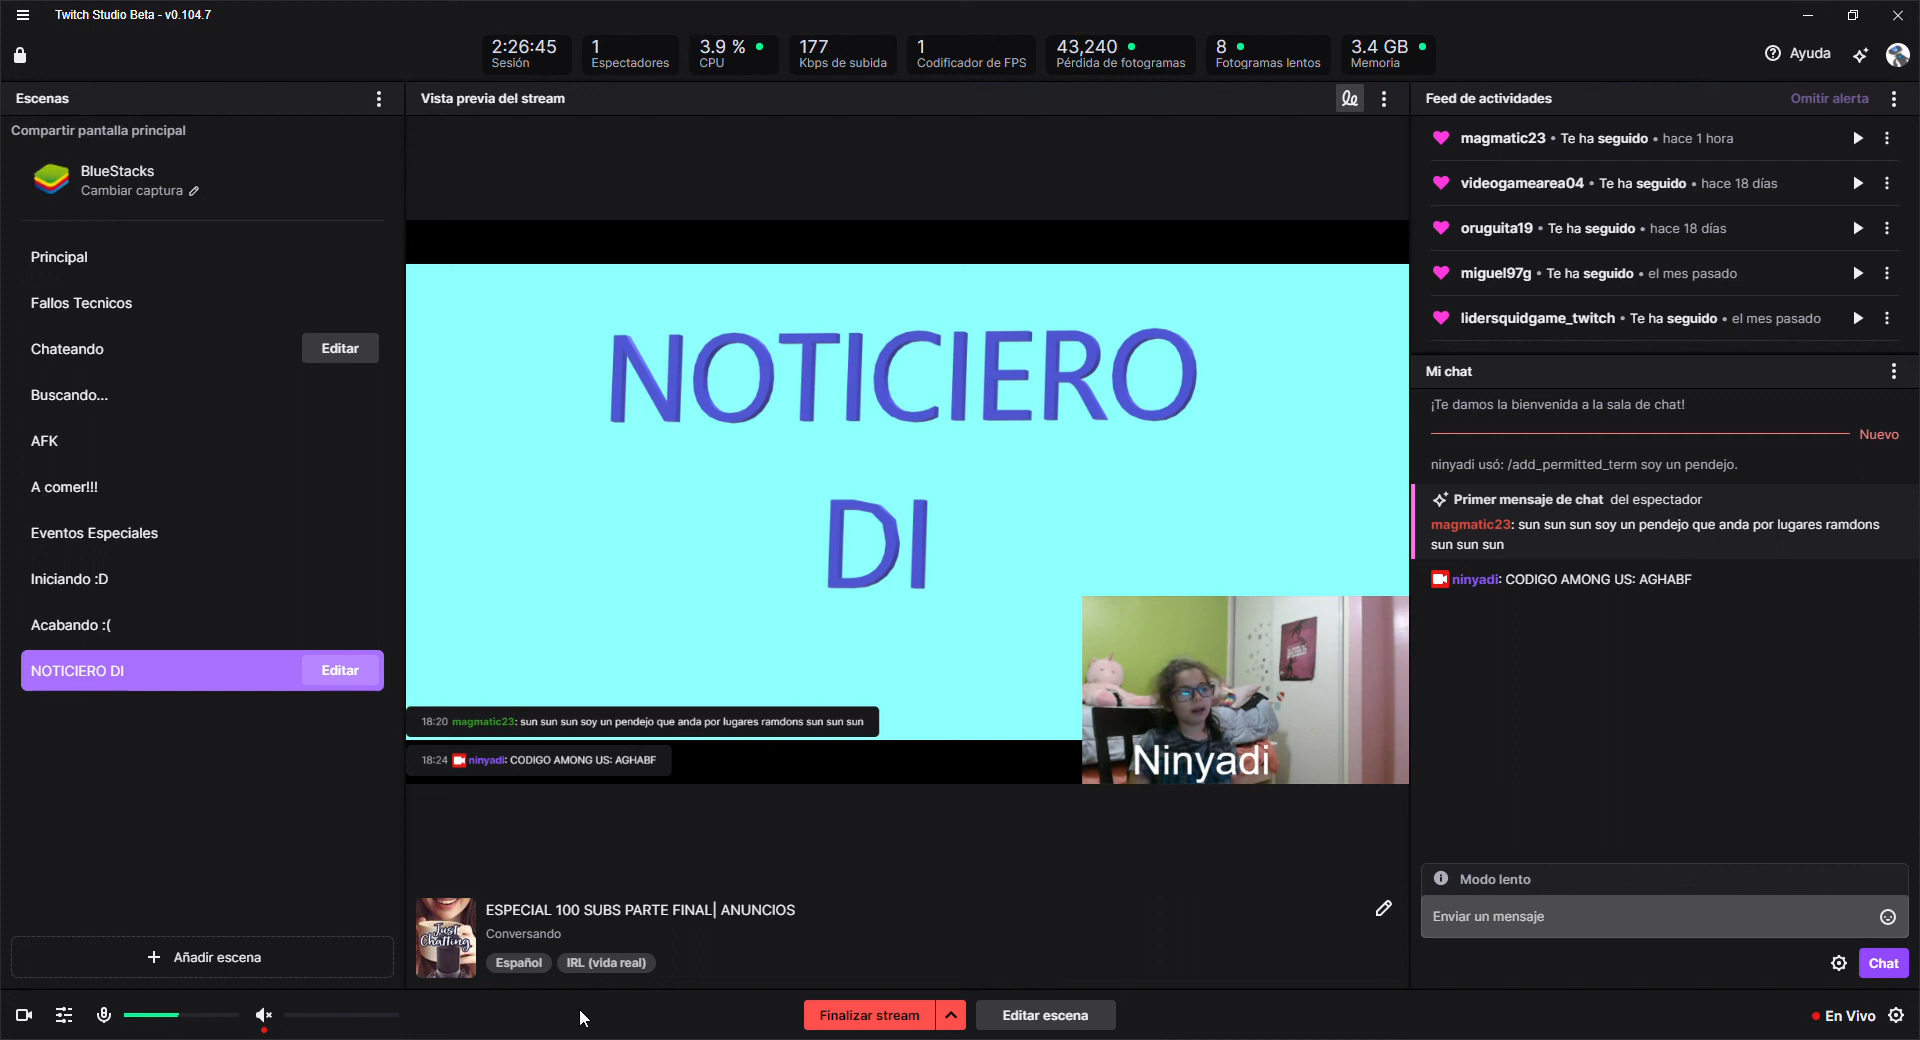 Twitch Studio Beta - v0.104.7
2:26:45
Sesión
1
Espectadores
3.9 %
CPU
177
Kbps de subida
1
Codificador de FPS
43,240
Pérdida de fotogramas
8
Fotogramas lentos
3.4 GB
Memoria
Ayuda
Escenas
Compartir pantalla principal
BlueStacks
Cambiar captura
Principal
Fallos Tecnicos
Chateando
Editar
Buscando...
AFK
A comer!!!
Eventos Especiales
Iniciando :D
Acabando :(
NOTICIERO DI
Editar
Añadir escena
Vista previa del stream
NOTICIERO
DI
18:20 magmatic23: sun sun sun soy un pendejo que anda por lugares ramdons sun sun sun
18:24 ninyadi: CODIGO AMONG US: AGHABF
Ninyadi
Just
Chatting
ESPECIAL 100 SUBS PARTE FINAL| ANUNCIOS
Conversando
Español
IRL (vida real)
Finalizar stream
Editar escena
Feed de actividades
Omitir alerta
magmatic23 • Te ha seguido • hace 1 hora
videogamearea04 • Te ha seguido • hace 18 días
oruguita19 • Te ha seguido • hace 18 días
miguel97g • Te ha seguido • el mes pasado
lidersquidgame_twitch • Te ha seguido • el mes pasado
Mi chat
¡Te damos la bienvenida a la sala de chat!
Nuevo
ninyadi usó: /add_permitted_term soy un pendejo.
Primer mensaje de chat del espectador
magmatic23: sun sun sun soy un pendejo que anda por lugares ramdons
sun sun sun
ninyadi: CODIGO AMONG US: AGHABF
Modo lento
Enviar un mensaje
Chat
En Vivo